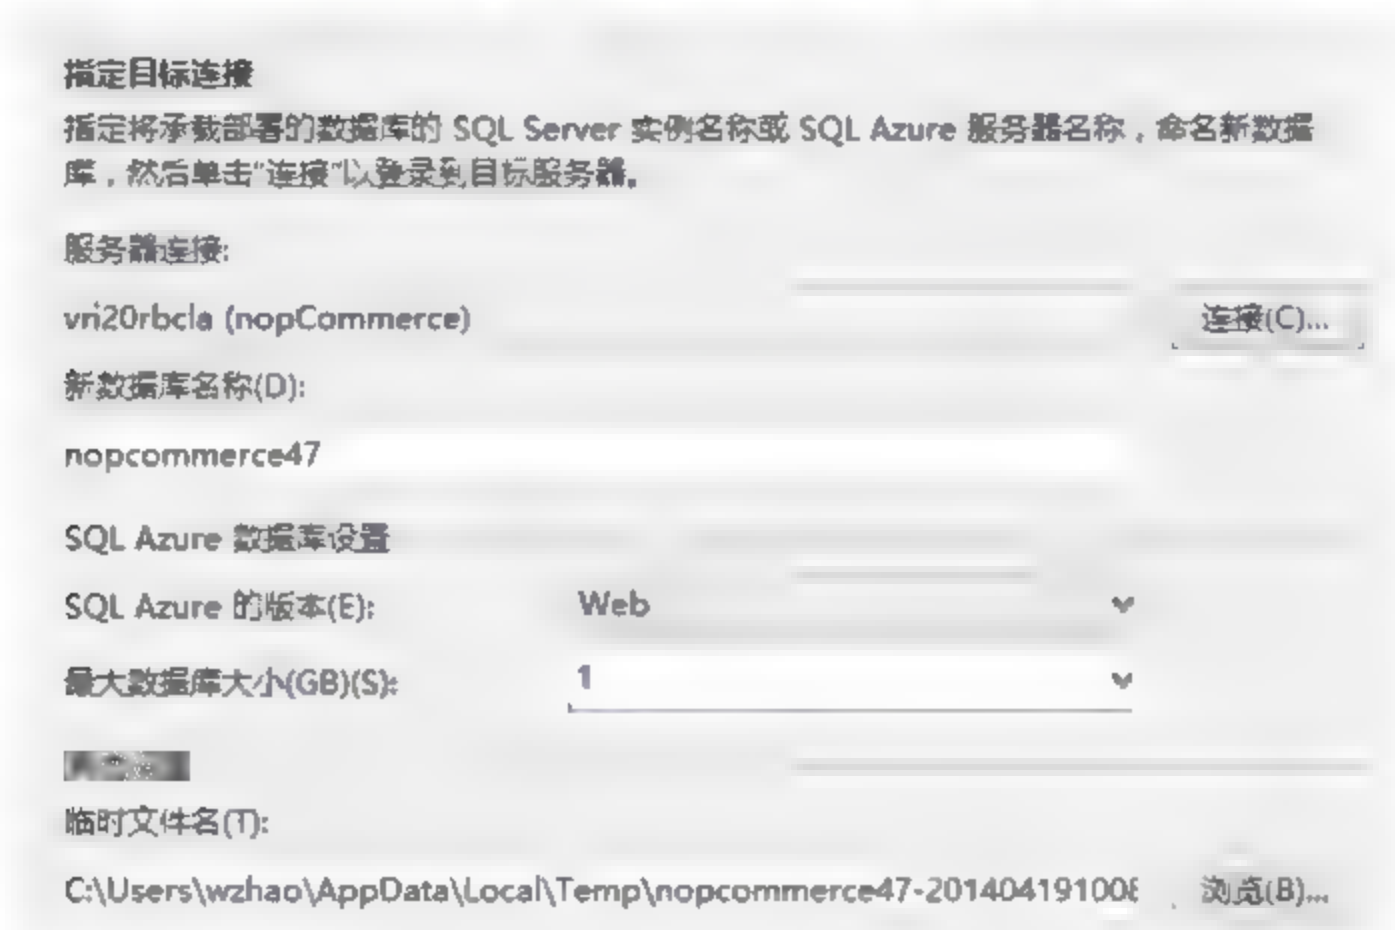 指定目标连接
指定将承载部署的数据库的 SQL Server 实例名称或 SQL Azure 服务器名称，命名新数据
库，然后单击“连接”以登录到目标服务器。
服务器连接:
vri20rbcla (nopCommerce)
连接(C)...
新数据库名称(D):
nopcommerce47
SQL Azure 数据库设置
SQL Azure 的版本(E):
Web
最大数据库大小(GB)(S):
1
临时文件名(T):
C:\Users\wzhao\AppData\Local\Temp\nopcommerce47-201404191008
浏览(B)...